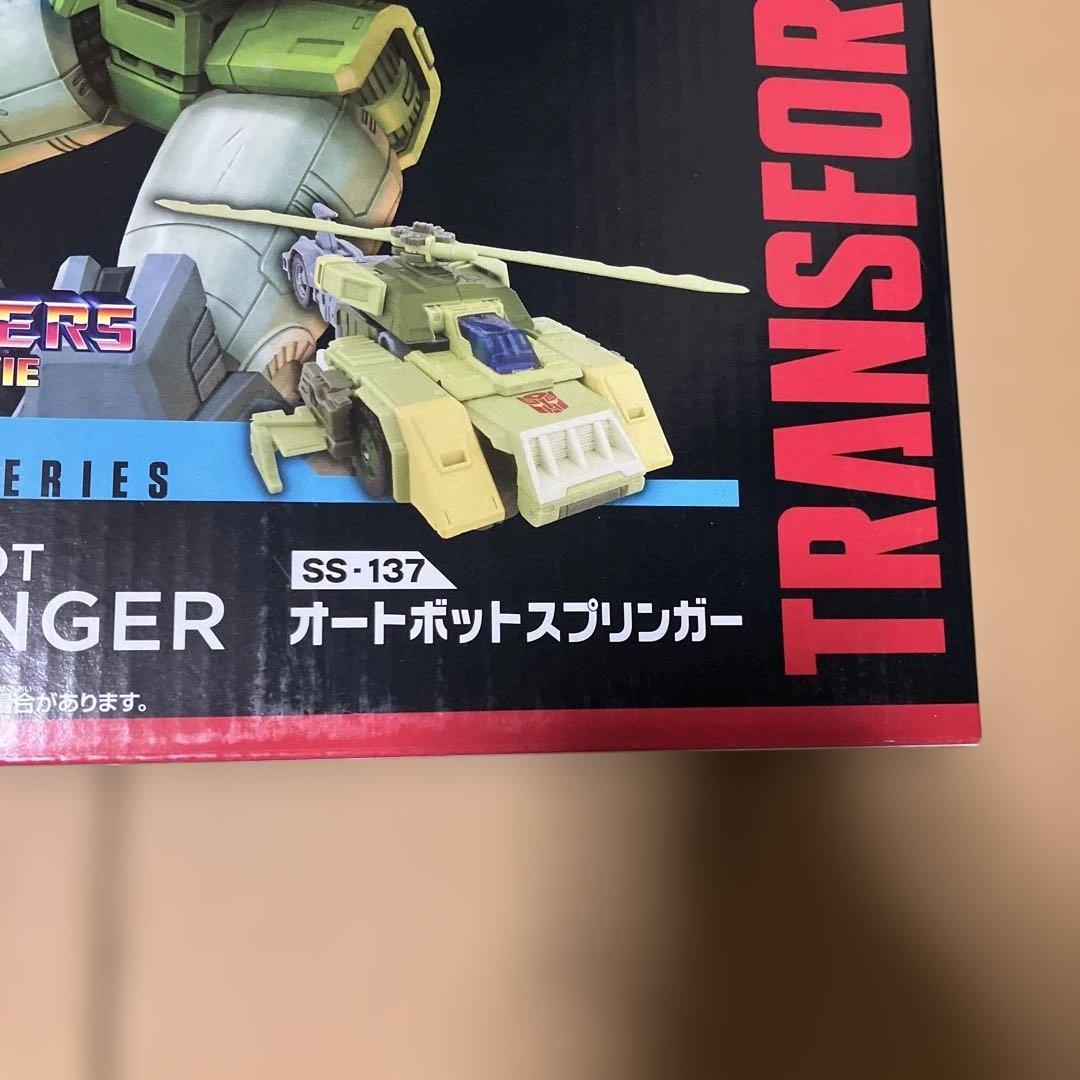 TRANSFOR
ERS
IE
ERIES
OT
NGER
SS-137
オートボットスプリンガー
合があります。